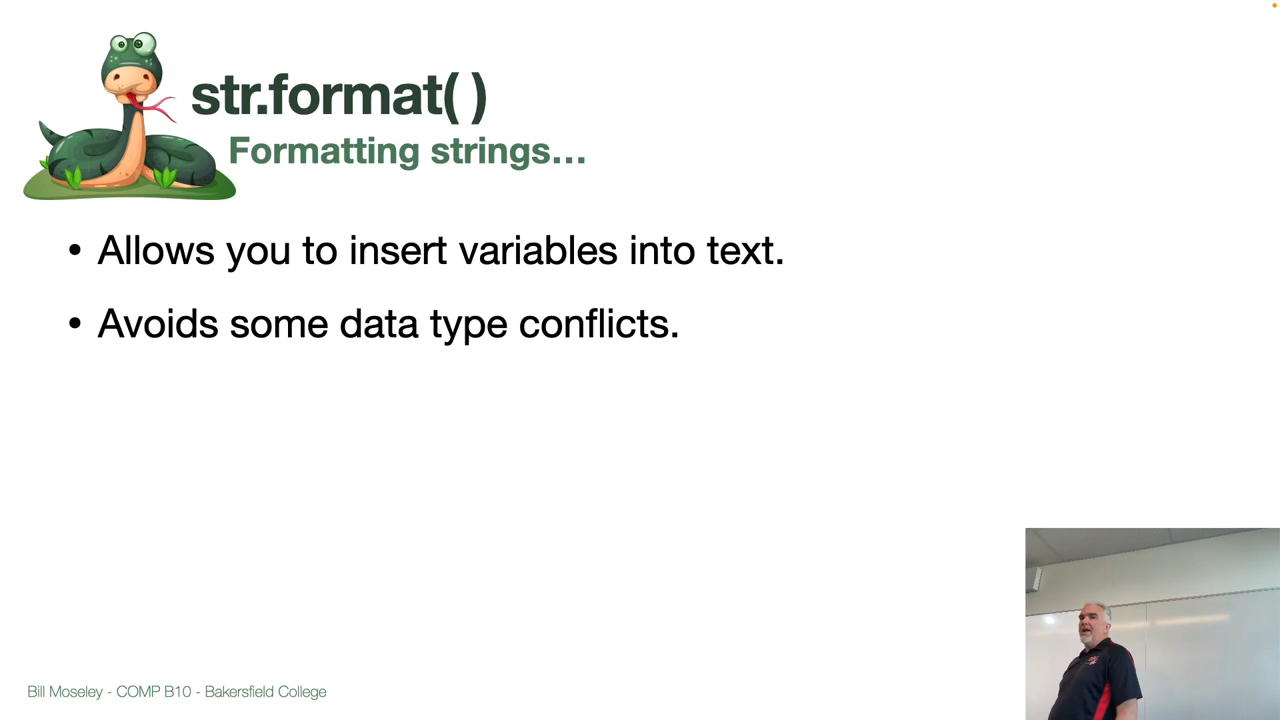 str.format( )
Formatting strings...
• Allows you to insert variables into text.
• Avoids some data type conflicts.
Bill Moseley - COMP B10 - Bakersfield College